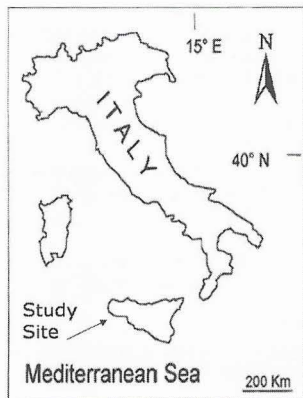 15° E
N
ITALY
40° N
Study
Site
Mediterranean Sea
200 Km